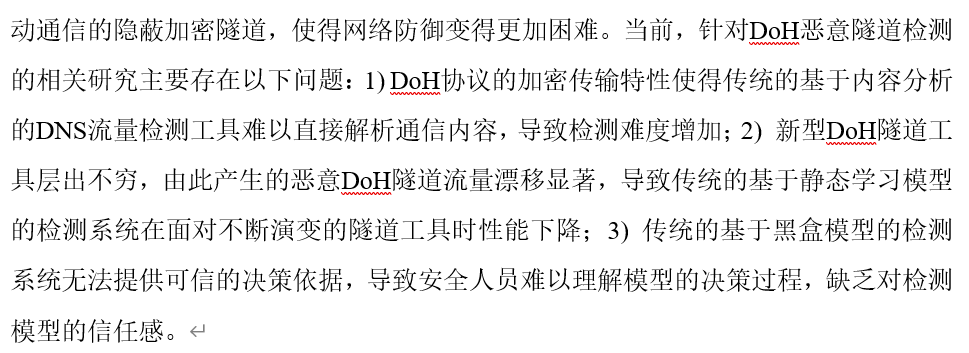 动通信的隐蔽加密隧道，使得网络防御变得更加困难。当前，针对DoH恶意隧道检测
的相关研究主要存在以下问题：1) DoH协议的加密传输特性使得传统的基于内容分析
的DNS流量检测工具难以直接解析通信内容，导致检测难度增加；2) 新型DoH隧道工
具层出不穷，由此产生的恶意DoH隧道流量漂移显著，导致传统的基于静态学习模型
的检测系统在面对不断演变的隧道工具时性能下降；3) 传统的基于黑盒模型的检测
系统无法提供可信的决策依据，导致安全人员难以理解模型的决策过程，缺乏对检测
模型的信任感。↵